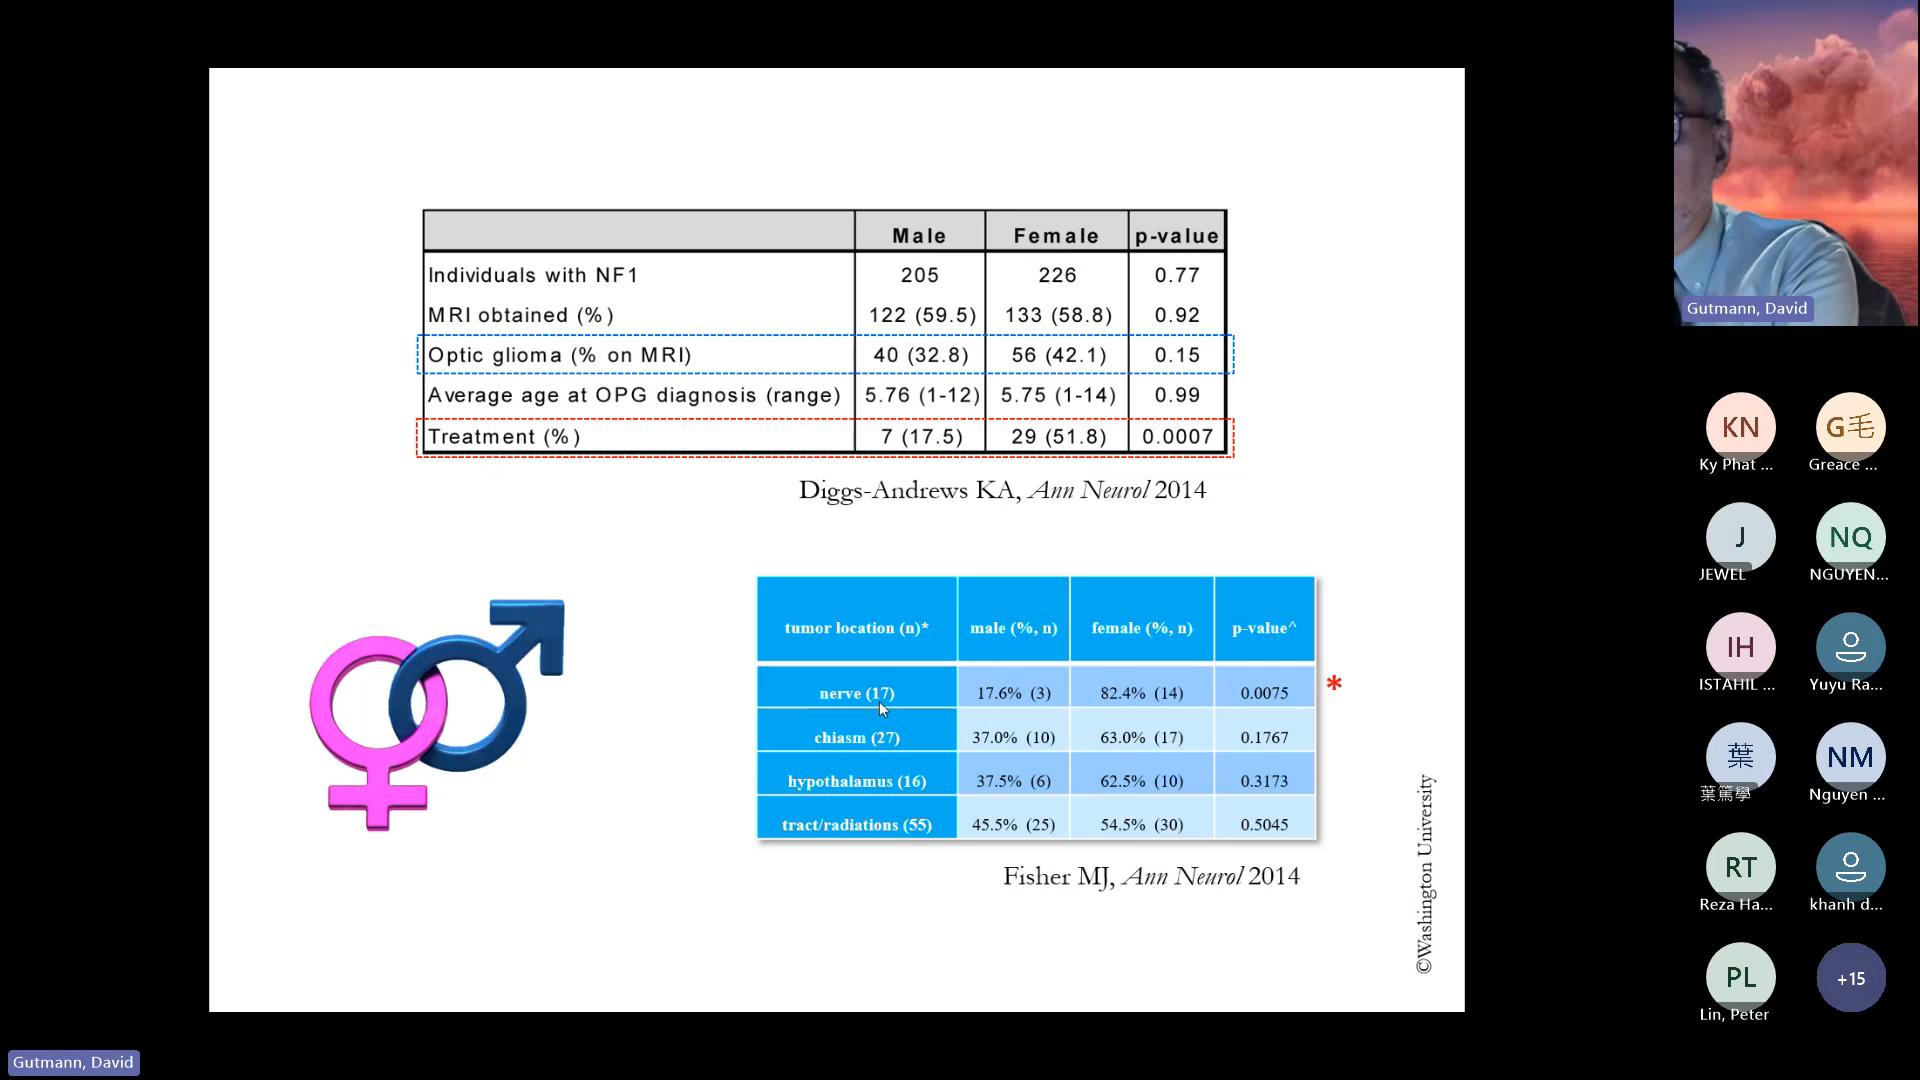 Male Female p-value
Individuals with NF1 205 226 0.77
MRI obtained (%) 122 (59.5) 133 (58.8) 0.92
Optic glioma (% on MRI) 40 (32.8) 56 (42.1) 0.15
Average age at OPG diagnosis (range) 5.76 (1-12) 5.75 (1-14) 0.99
Treatment (%) 7 (17.5) 29 (51.8) 0.0007
Diggs-Andrews KA, Ann Neurol 2014
tumor location (n)* male (%, n) female (%, n) p-value^
nerve (17) 17.6% (3) 82.4% (14) 0.0075 *
chiasm (27) 37.0% (10) 63.0% (17) 0.1767
hypothalamus (16) 37.5% (6) 62.5% (10) 0.3173
tract/radiations (55) 45.5% (25) 54.5% (30) 0.5045
Fisher MJ, Ann Neurol 2014
©Washington University
Gutmann, David
KN G毛
Ky Phat ... Greace ...
J NQ
JEWEL NGUYEN...
IH
ISTAHIL ... Yuyu Ra...
葉 NM
葉篤學 Nguyen ...
RT
Reza Ha... khanh d...
PL +15
Lin, Peter
Gutmann, David